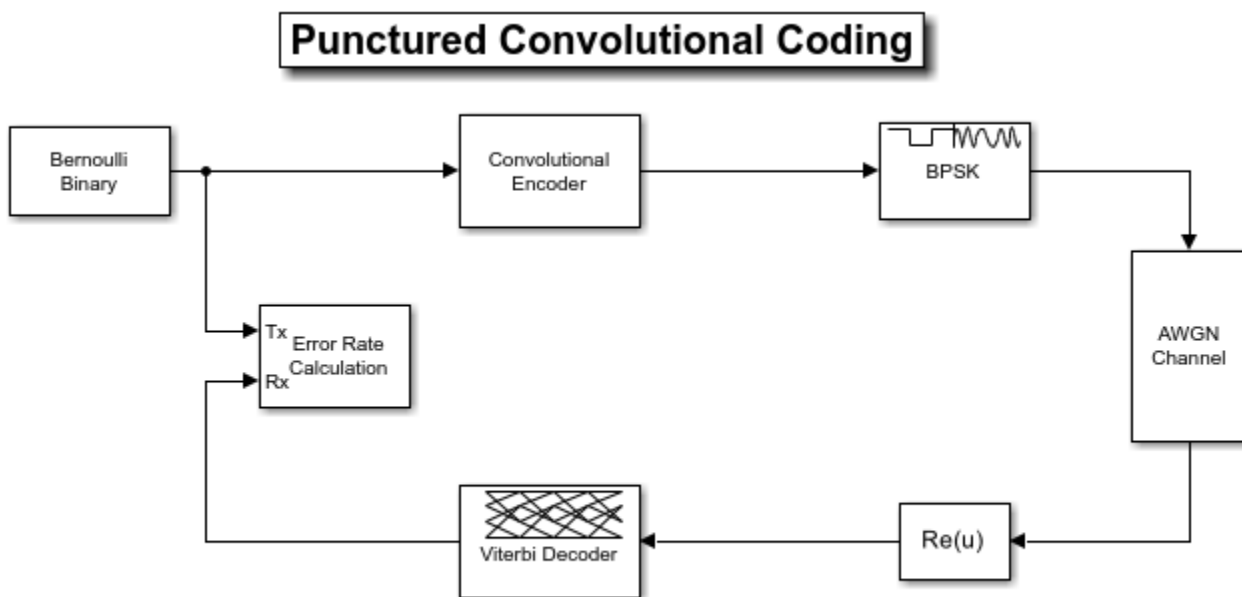 Punctured Convolutional Coding
Bernoulli
Binary
Convolutional
Encoder
BPSK
Tx
Error Rate
Calculation
Rx
AWGN
Channel
Viterbi Decoder
Re(u)